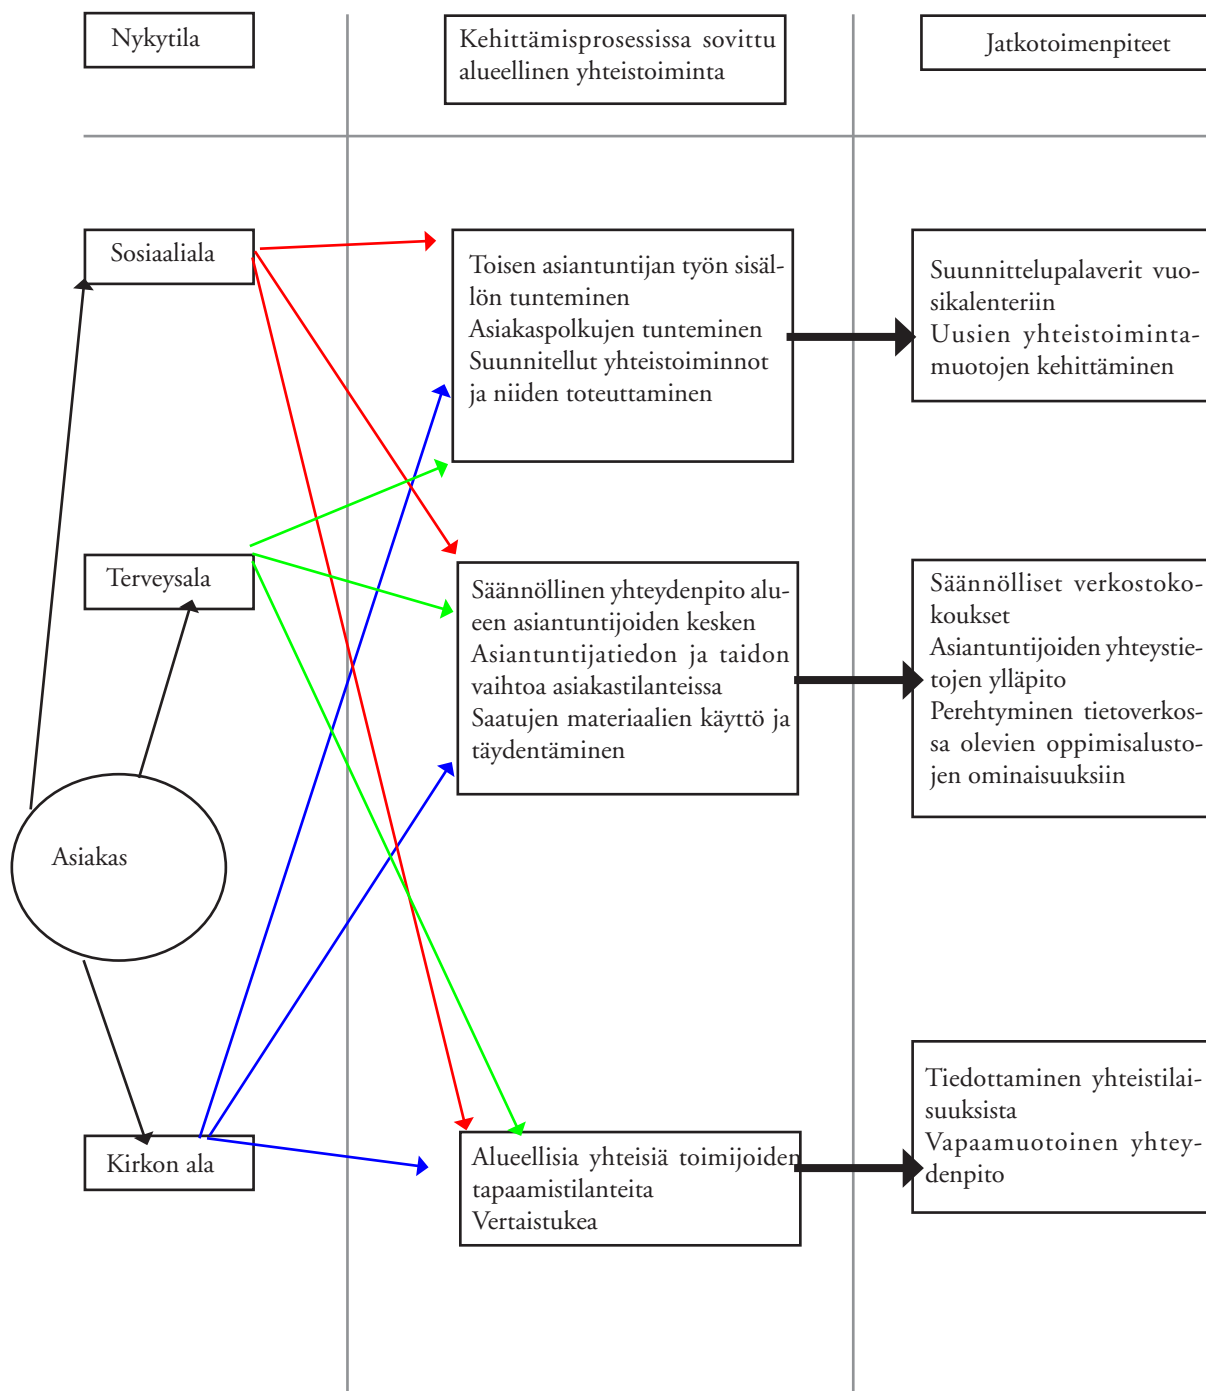 Nykytila
Kehittämisprosessissa sovittu
alueellinen yhteistoiminta
Jatkotoimenpiteet
Sosiaaliala
Terveysala
Asiakas
Kirkon ala
Toisen asiantuntijan työn sisäl-
lön tunteminen
Asiakaspolkujen tunteminen
Suunnitellut yhteistoiminnot
ja niiden toteuttaminen
Säännöllinen yhteydenpito alu-
een asiantuntijoiden kesken
Asiantuntijatiedon ja taidon
vaihtoa asiakastilanteissa
Saatujen materiaalien käyttö ja
täydentäminen
Alueellisia yhteisiä toimijoiden
tapaamistilanteita
Vertaistukea
Suunnittelupalaverit vuo-
sikalenteriin
Uusien yhteistoiminta-
muotojen kehittäminen
Säännölliset verkostoko-
koukset
Asiantuntijoiden yhteystie-
tojen ylläpito
Perehtyminen tietoverkos-
sa olevien oppimisalusto-
jen ominaisuuksiin
Tiedottaminen yhteistilai-
suuksista
Vapaamuotoinen yhtey-
denpito